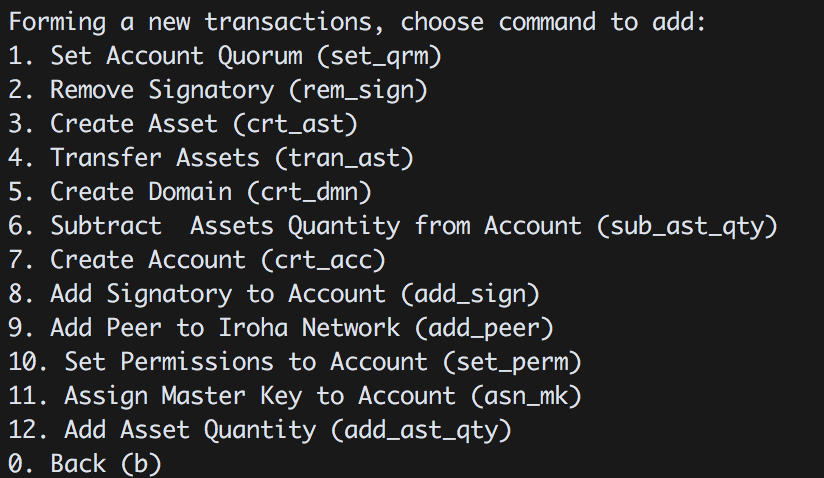 Forming a new transactions, choose command to add:
1. Set Account Quorum (set_qrm)
2. Remove Signatory (rem_sign)
3. Create Asset (crt_ast)
4. Transfer Assets (tran_ast)
5. Create Domain (crt_dmn)
6. Subtract  Assets Quantity from Account (sub_ast_qty)
7. Create Account (crt_acc)
8. Add Signatory to Account (add_sign)
9. Add Peer to Iroha Network (add_peer)
10. Set Permissions to Account (set_perm)
11. Assign Master Key to Account (asn_mk)
12. Add Asset Quantity (add_ast_qty)
0. Back (b)